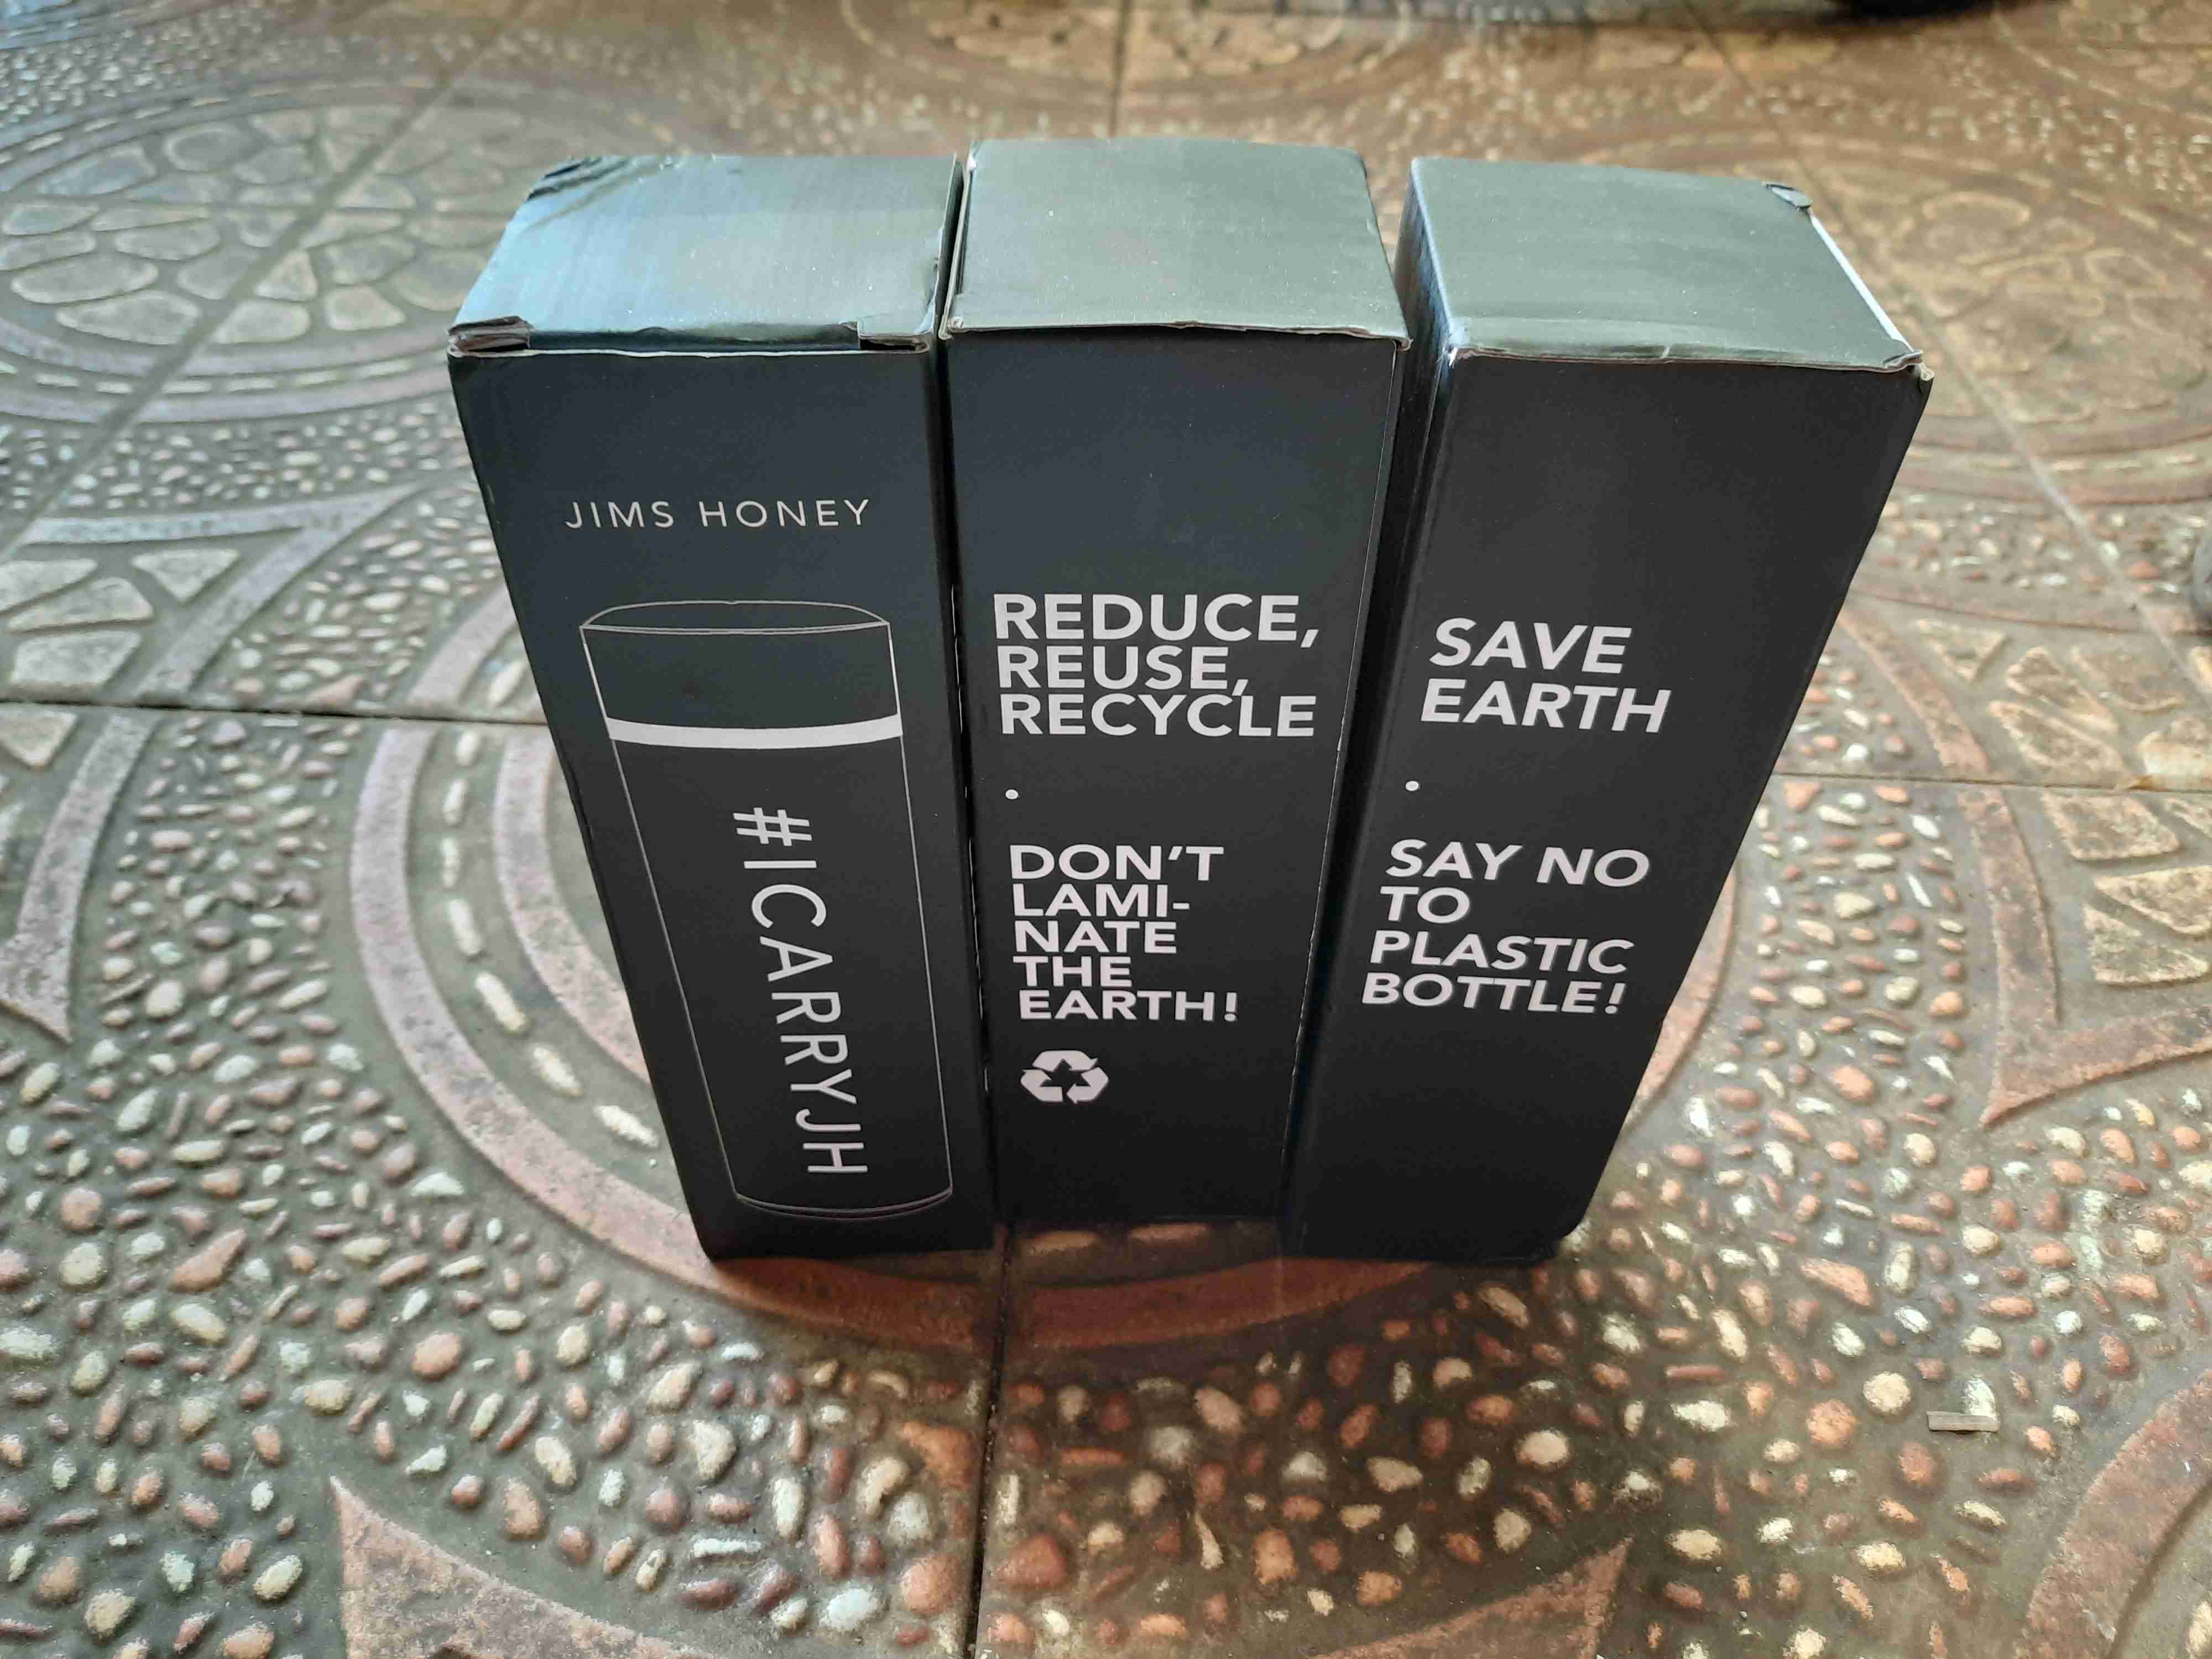 JIMS HONEY
#ICARRYJH
REDUCE,
REUSE,
RECYCLE
DON'T
LAMI-
NATE
THE
EARTH!
SAVE
EARTH
SAY NO
TO
PLASTIC
BOTTLE!